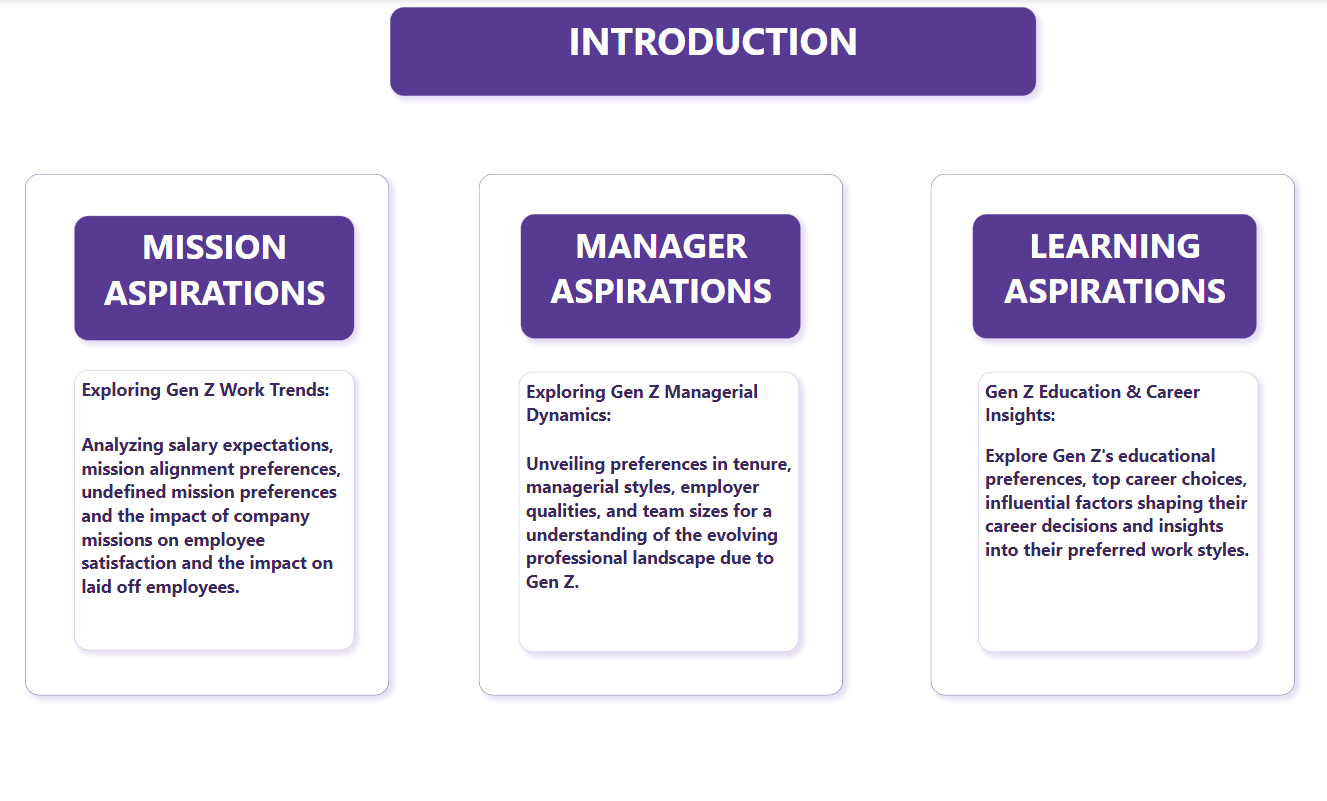 INTRODUCTION
MISSION
ASPIRATIONS
Exploring Gen Z Work Trends:
Analyzing salary expectations,
mission alignment preferences,
undefined mission preferences
and the impact of company
missions on employee
satisfaction and the impact on
laid off employees.
MANAGER
ASPIRATIONS
Exploring Gen Z Managerial
Dynamics:
Unveiling preferences in tenure,
managerial styles, employer
qualities, and team sizes for a
understanding of the evolving
professional landscape due to
Gen Z.
LEARNING
ASPIRATIONS
Gen Z Education & Career
Insights:
Explore Gen Z's educational
preferences, top career choices,
influential factors shaping their
career decisions and insights
into their preferred work styles.